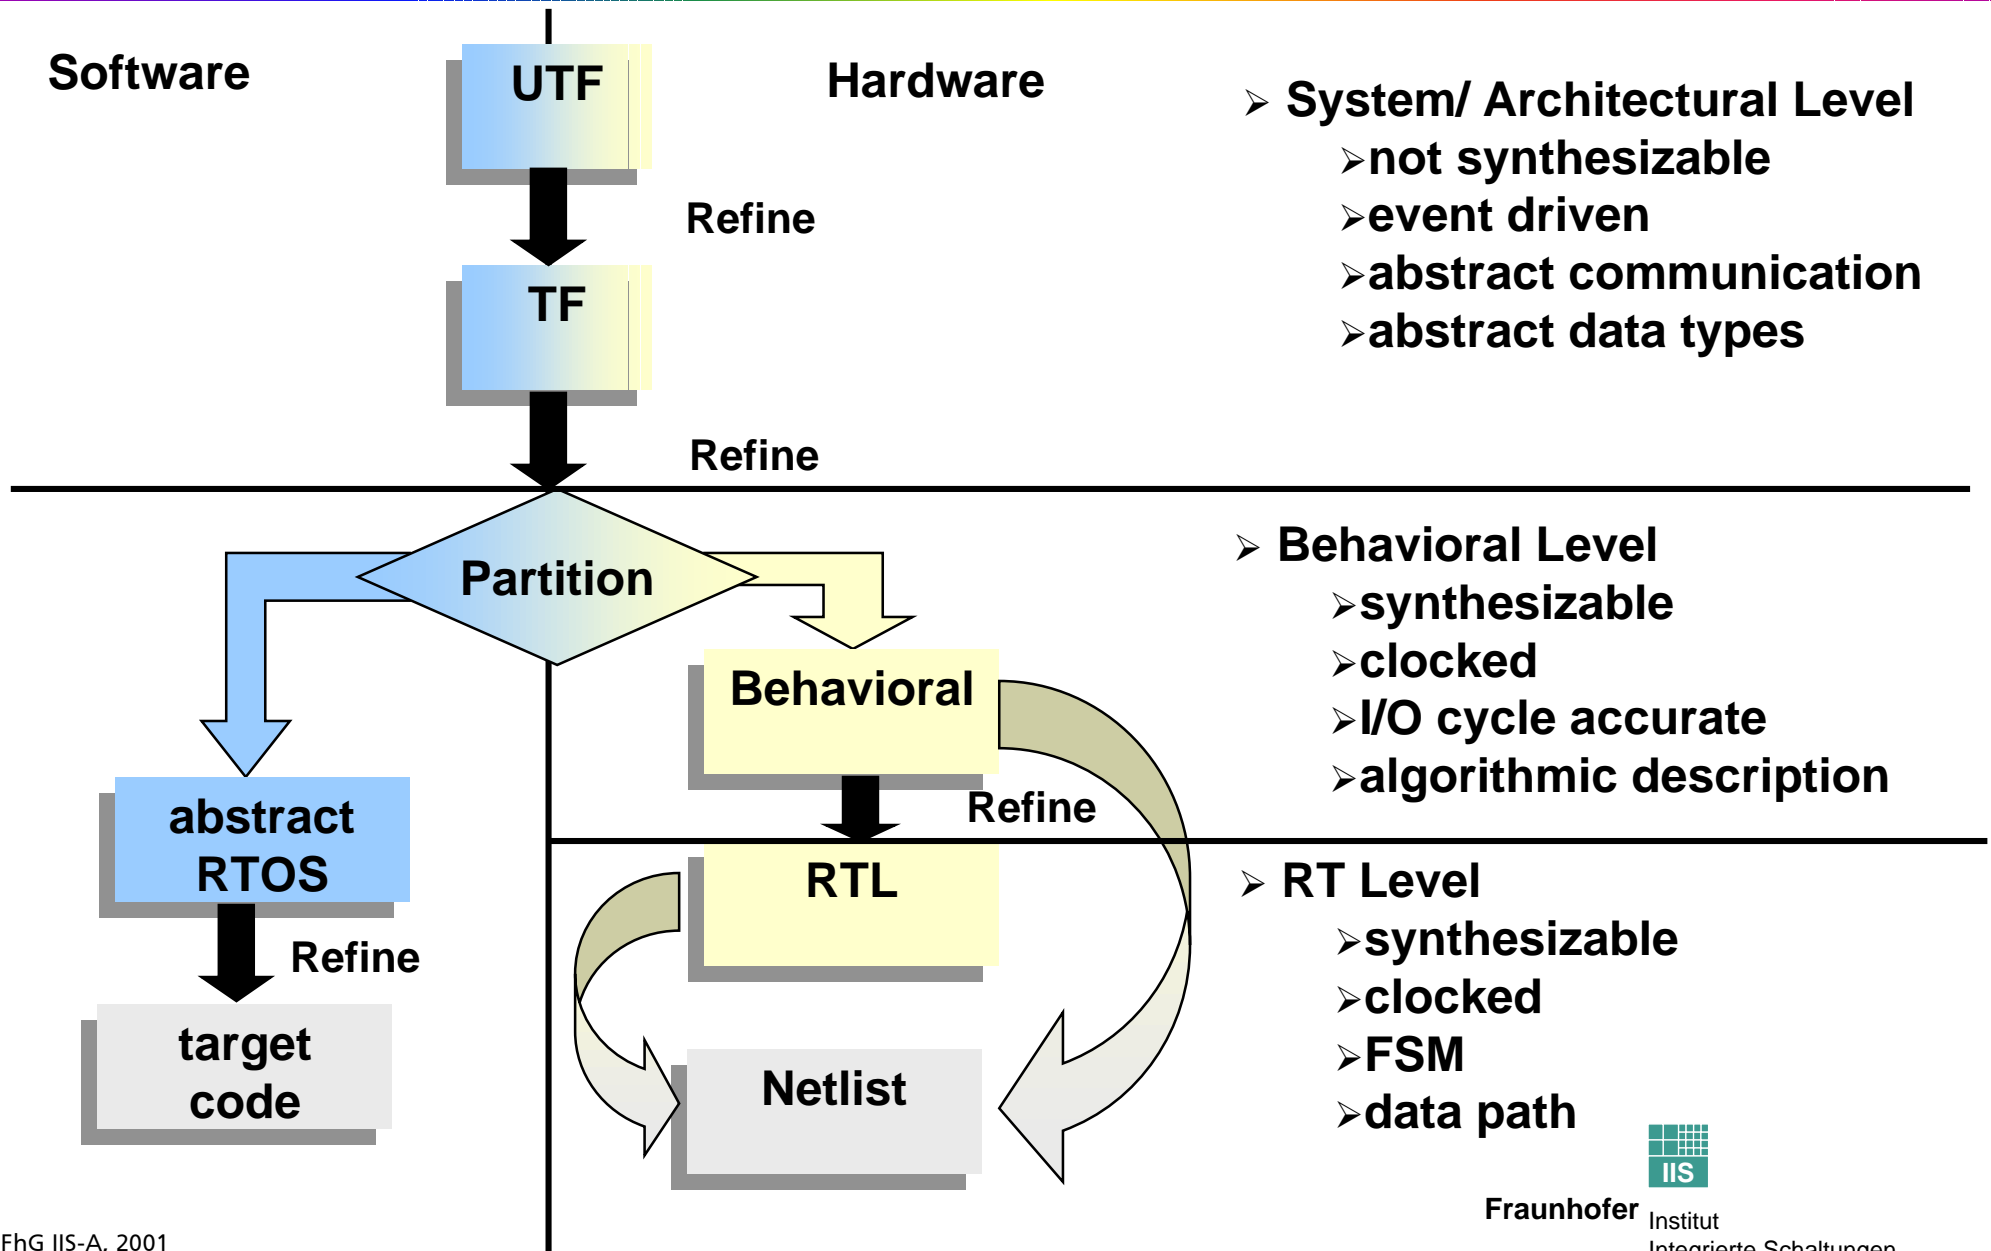 Software
UTF
Hardware
Refine
TF
Refine
➢ System/ Architectural Level
➢not synthesizable
➢event driven
➢abstract communication
➢abstract data types
Partition
abstract
RTOS
Refine
target
code
Behavioral
Refine
RTL
Netlist
➢ Behavioral Level
➢synthesizable
➢clocked
➢I/O cycle accurate
➢algorithmic description
➢ RT Level
➢synthesizable
➢clocked
➢FSM
➢data path
IIS
Fraunhofer
Institut
Integrierte Schaltungen
FhG IIS-A, 2001